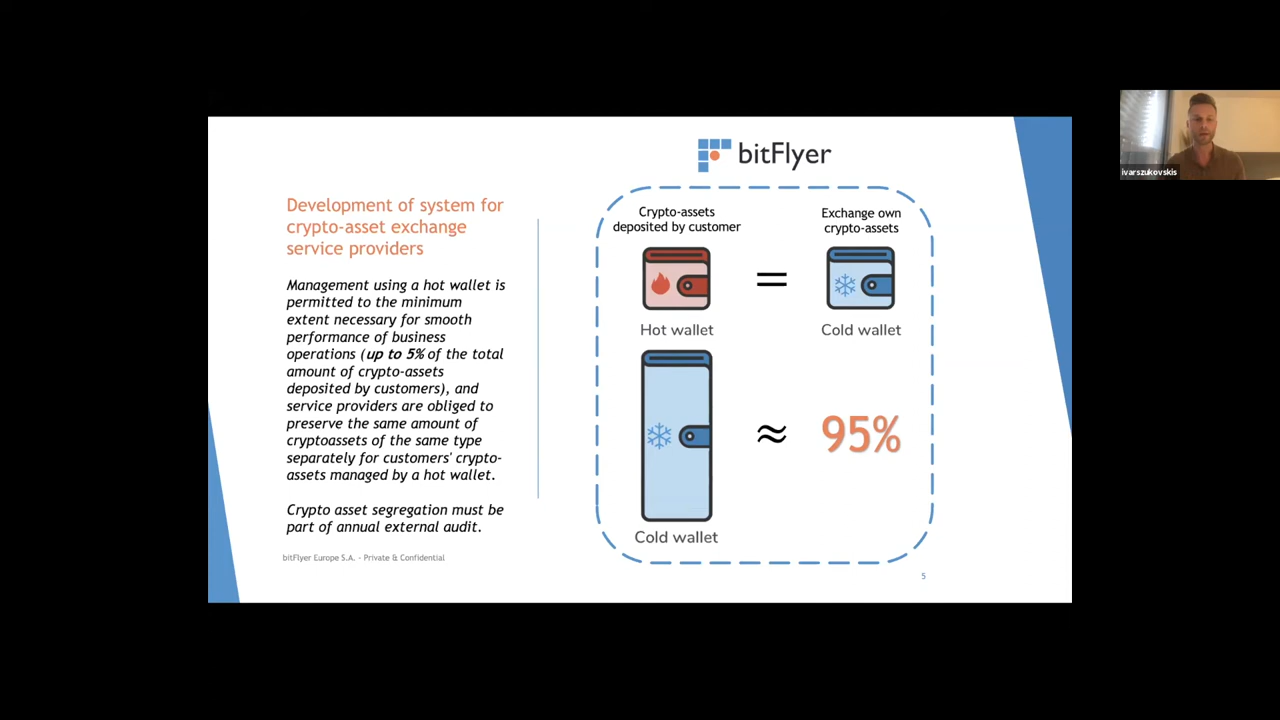 bitFlyer
Development of system for
crypto-asset exchange
service providers
Management using a hot wallet is
permitted to the minimum
extent necessary for smooth
performance of business
operations (up to 5% of the total
amount of crypto-assets
deposited by customers), and
service providers are obliged to
preserve the same amount of
cryptoassets of the same type
separately for customers' crypto-
assets managed by a hot wallet.
Crypto asset segregation must be
part of annual external audit.
bitFlyer Europe S.A. - Private & Confidential
Crypto-assets
deposited by customer
Exchange own
crypto-assets
=
Hot wallet
Cold wallet
≈ 95%
Cold wallet
5
ivarszukovskis